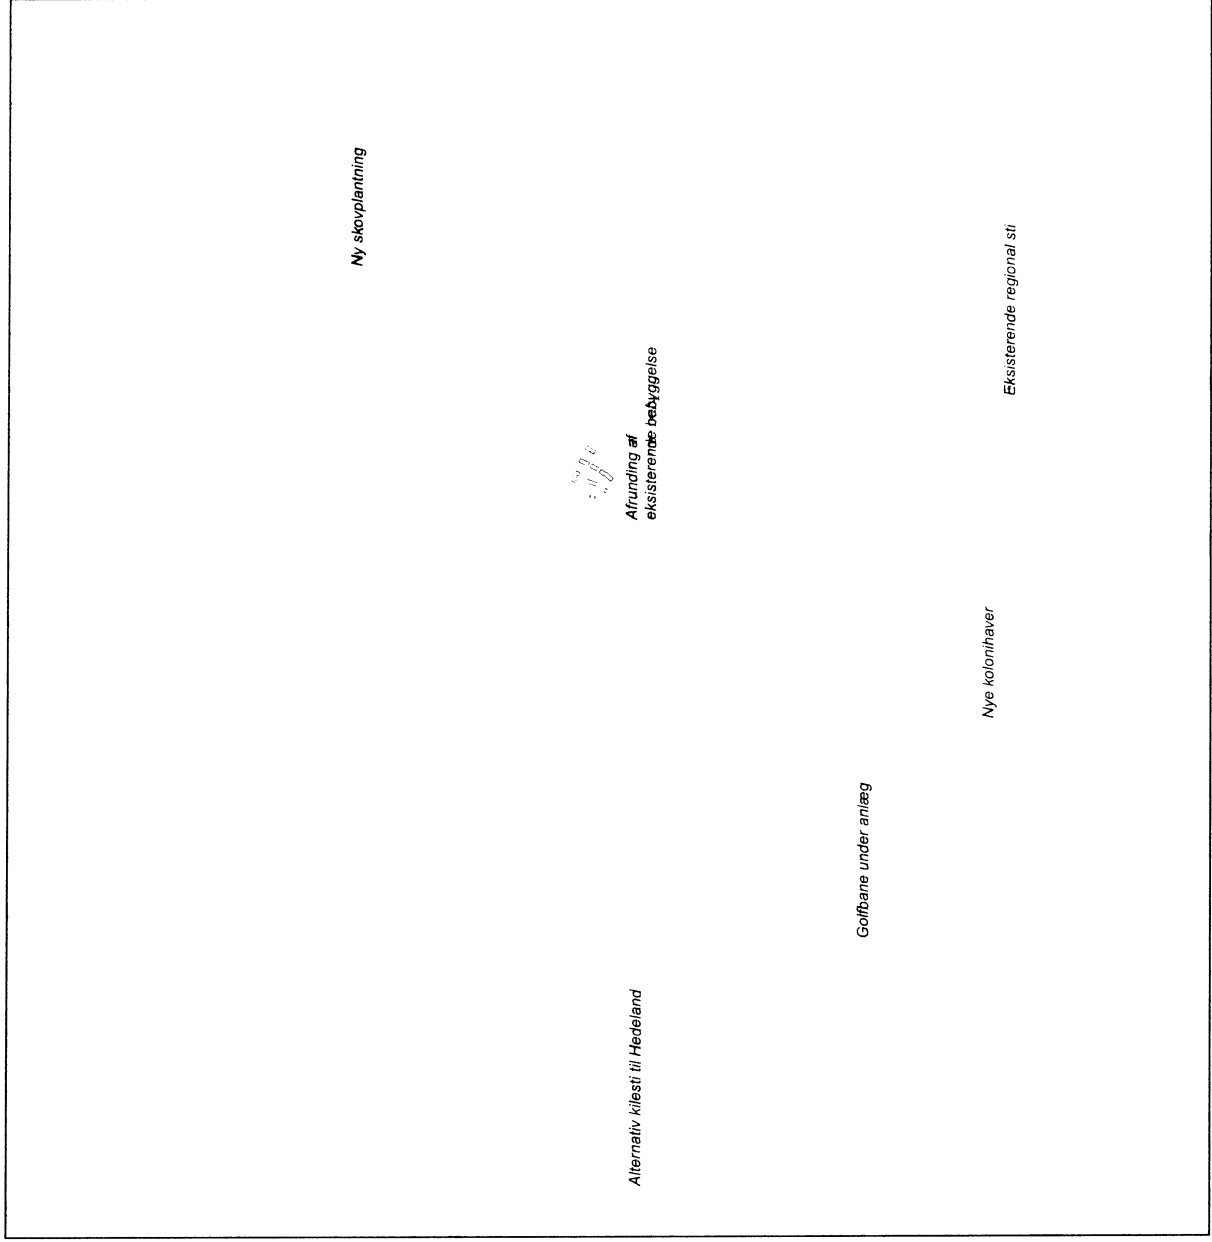 Ny skovplantning
Afrunding af
eksisterende bebyggelse
Eksisterende regional sti
Nye kolonihaver
Golfbane under anlæg
Alternativ kilesti til Hedeland